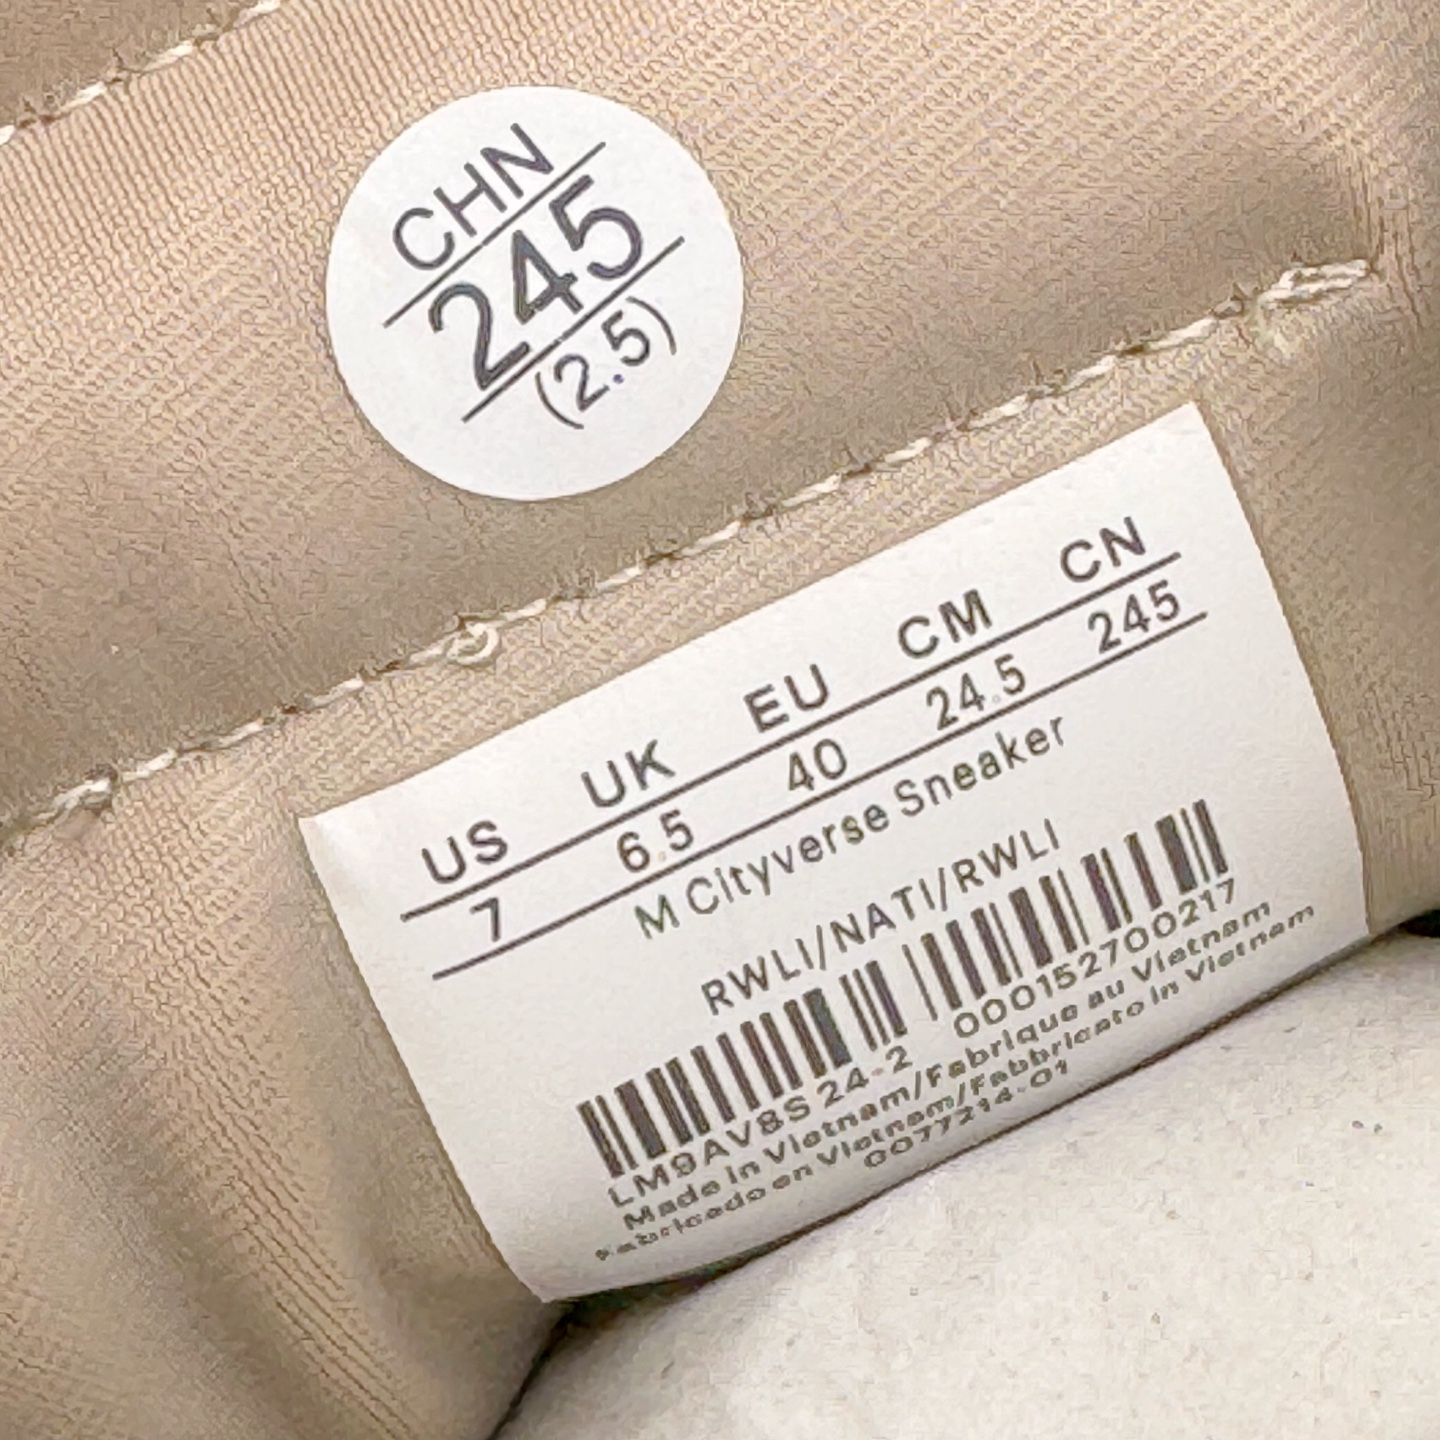 CHN
245
(2.5)
US UK EU CM CN
7 6.5 40 24.5 245
M Cityverse Sneaker
RWLI/NATI/RWLI
LM9AV8S 24-2 000152700217
Made in Vietnam/Fabrique au Vietnam
Fabricado en Vietnam/Fabbricato in Vietnam
0077214-01